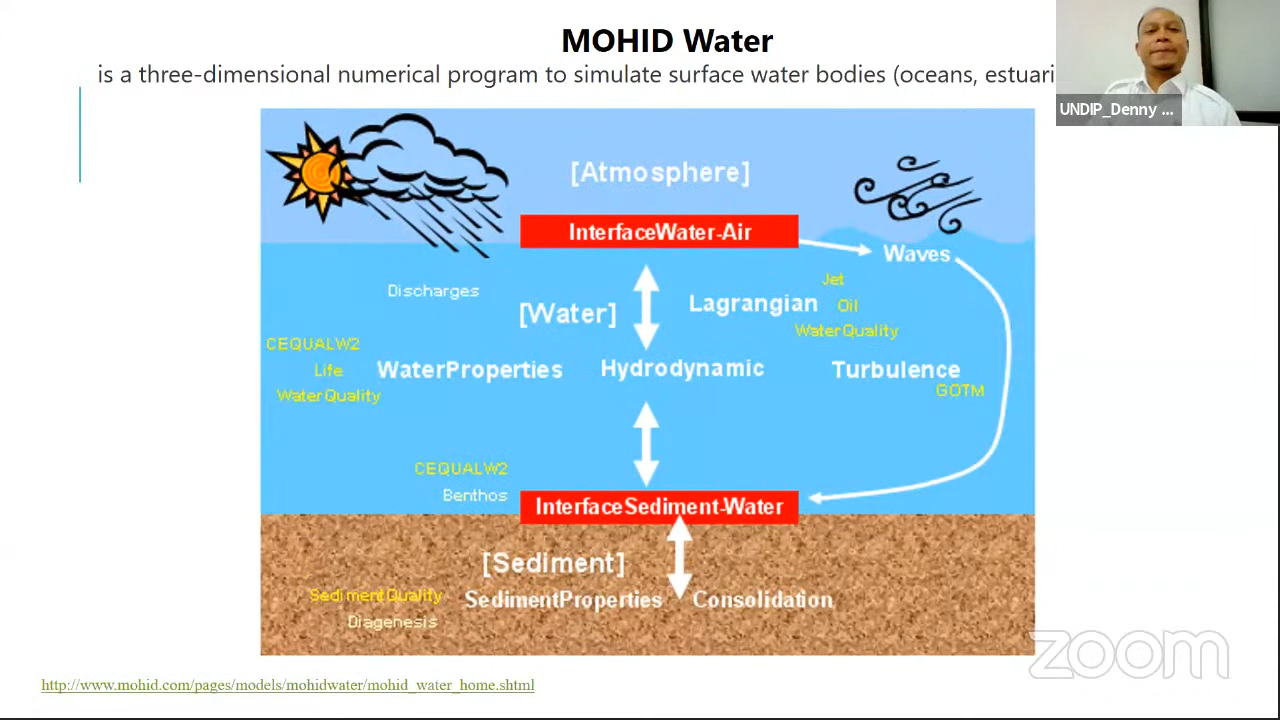 MOHID Water
is a three-dimensional numerical program to simulate surface water bodies (oceans,
UNDIP_Denny ...
[Atmosphere]
InterfaceWater-Air
Waves
Discharges
[Water]
Lagrangian
Jet
Oil
WaterQuality
CEQUALW2
Life
WaterQuality
WaterProperties
Hydrodynamic
Turbulence
GOTM
CEQUALW2
Benthos
InterfaceSediment-Water
[Sediment]
SedimentQuality
SedimentProperties
Consolidation
Diagenesis
zoom
http://www.mohid.com/pages/models/mohidwater/mohid_water_home.shtml